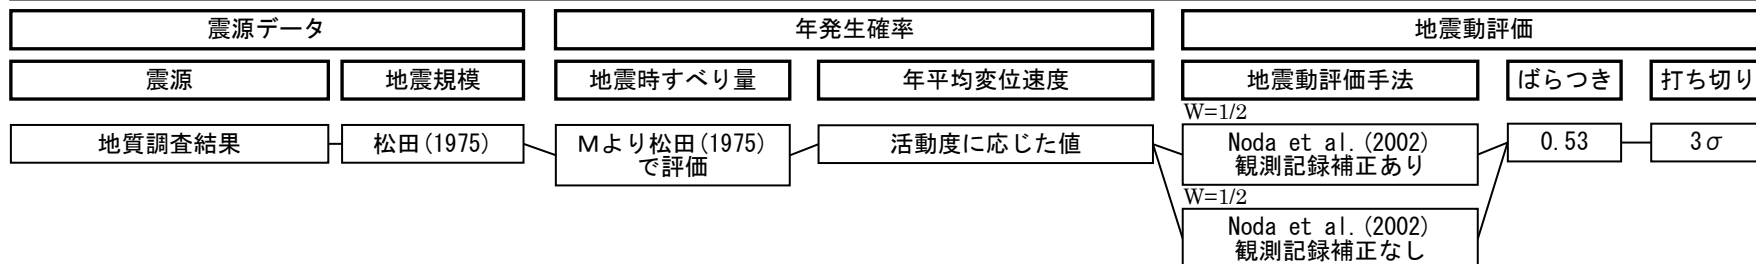 震源データ
年発生確率
地震動評価
震源
地震規模
地震時すべり量
年平均変位速度
地震動評価手法
ばらつき
打ち切り
地質調査結果
松田(1975)
Mより松田(1975)
で評価
活動度に応じた値
W=1/2
Noda et al.(2002)
観測記録補正あり
0.53
3σ
W=1/2
Noda et al.(2002)
観測記録補正なし